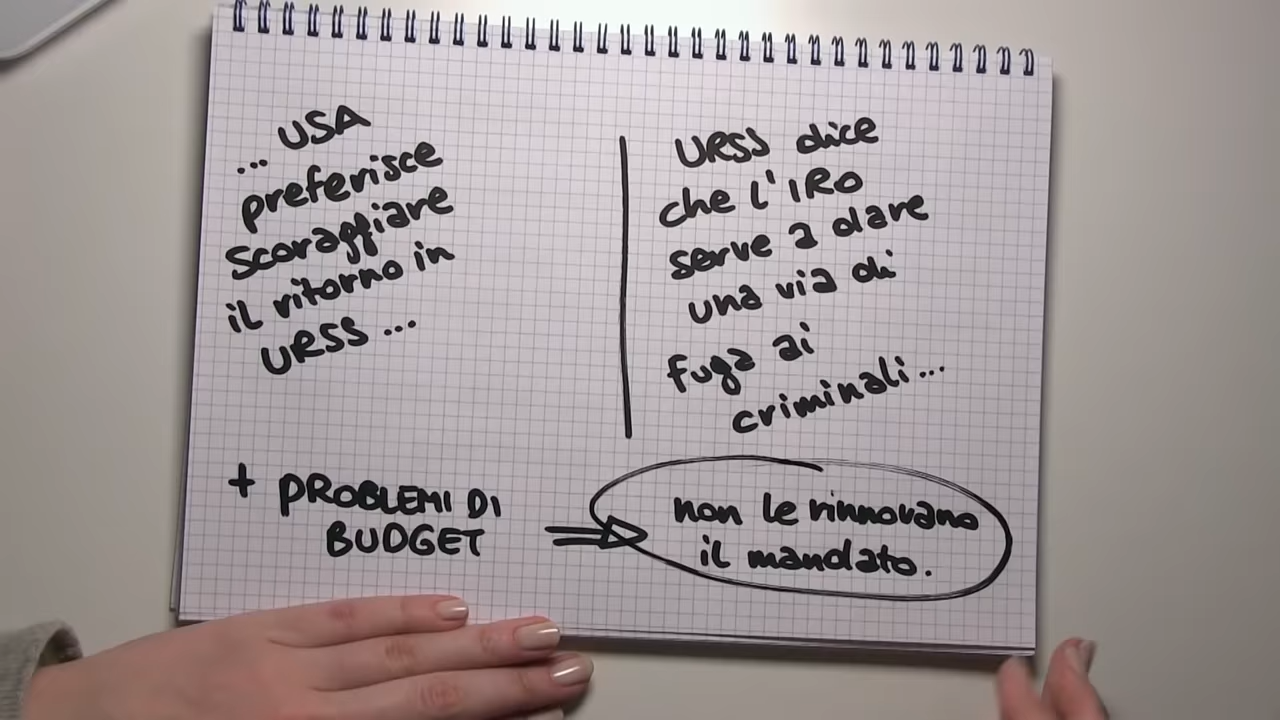 ... USA
preferisce
scoraggiare
il ritorno in
URSS ...
URSS dice
che l'IRO
serve a dare
una via di
fuga ai
criminali...
+ PROBLEMI DI
BUDGET
non le rinnovano
il mandato.